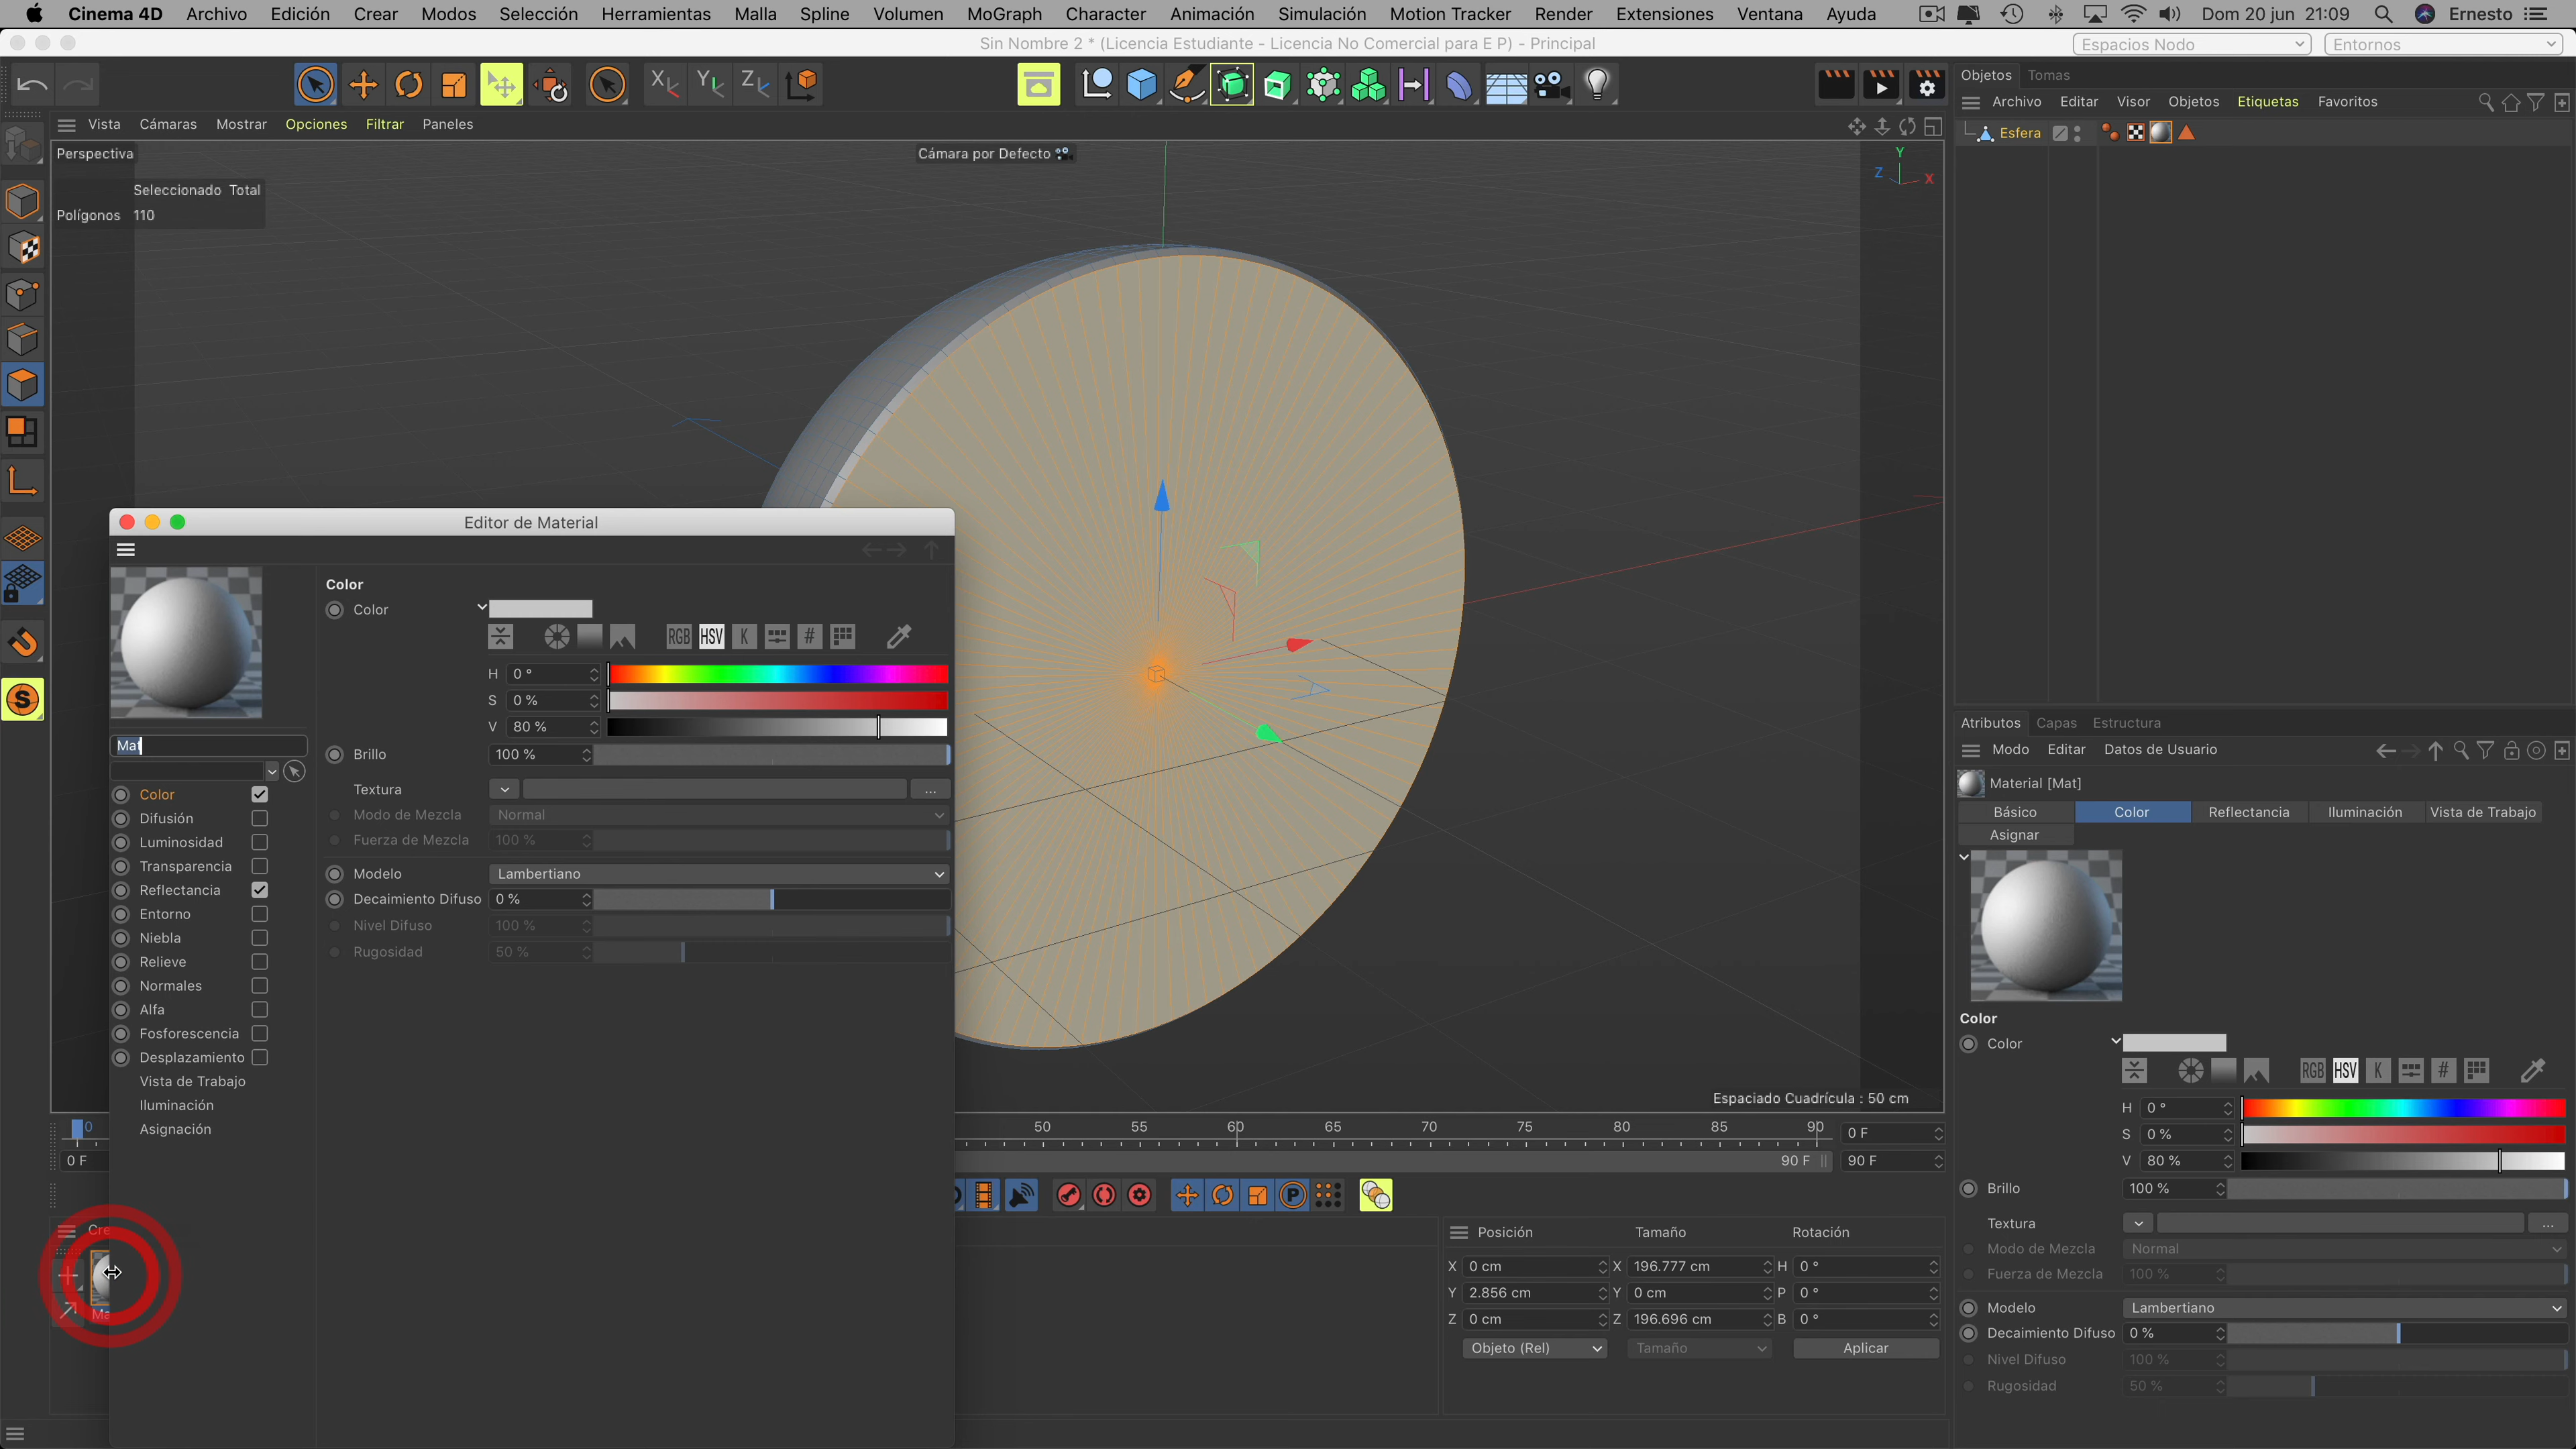 Cinema 4D Archivo Edición Crear Modos Selección Herramientas Malla Spline Volumen MoGraph Character Animación Simulación Motion Tracker Render Extensiones Ventana Ayuda Dom 20 jun 21:09 Ernesto
Sin Nombre 2 * (Licencia Estudiante - Licencia No Comercial para E P) - Principal Espacios Nodo Entornos
X Y Z
Objetos Tomas
Archivo Editar Visor Objetos Etiquetas Favoritos
Vista Cámaras Mostrar Opciones Filtrar Paneles
Esfera
Perspectiva Cámara por Defecto
Y
Z X
Seleccionado Total
Polígonos 110
Editor de Material
Color
Color
RGB HSV K #
H 0 °
S 0 %
V 80 %
Mat
Brillo 100 %
Textura ...
Modo de Mezcla Normal
Fuerza de Mezcla 100 %
Modelo Lambertiano
Decaimiento Difuso 0 %
Nivel Difuso 100 %
Rugosidad 50 %
Color
Difusión
Luminosidad
Transparencia
Reflectancia
Entorno
Niebla
Relieve
Normales
Alfa
Fosforescencia
Desplazamiento
Vista de Trabajo
Iluminación
Asignación
Espaciado Cuadrícula : 50 cm
0 50 55 60 65 70 75 80 85 90 0 F
0 F 90 F 90 F
P
S
Cre
Ma
Posición Tamaño Rotación
X 0 cm X 196.777 cm H 0 °
Y 2.856 cm Y 0 cm P 0 °
Z 0 cm Z 196.696 cm B 0 °
Objeto (Rel) Tamaño Aplicar
Atributos Capas Estructura
Modo Editar Datos de Usuario
Material [Mat]
Básico Color Reflectancia Iluminación Vista de Trabajo
Asignar
Color
Color
RGB HSV K #
H 0 °
S 0 %
V 80 %
Brillo 100 %
Textura ...
Modo de Mezcla Normal
Fuerza de Mezcla 100 %
Modelo Lambertiano
Decaimiento Difuso 0 %
Nivel Difuso 100 %
Rugosidad 50 %